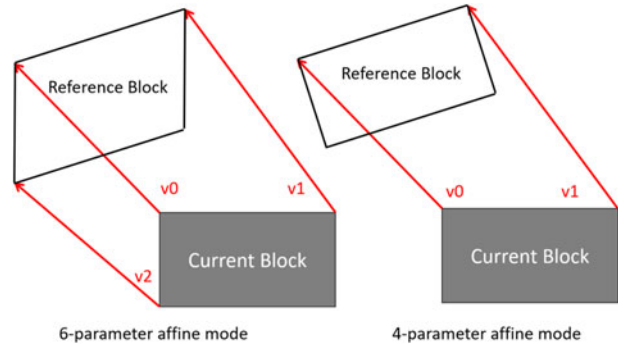 Reference Block
Reference Block
v0
v1
v0
v1
v2
Current Block
Current Block
6-parameter affine mode
4-parameter affine mode